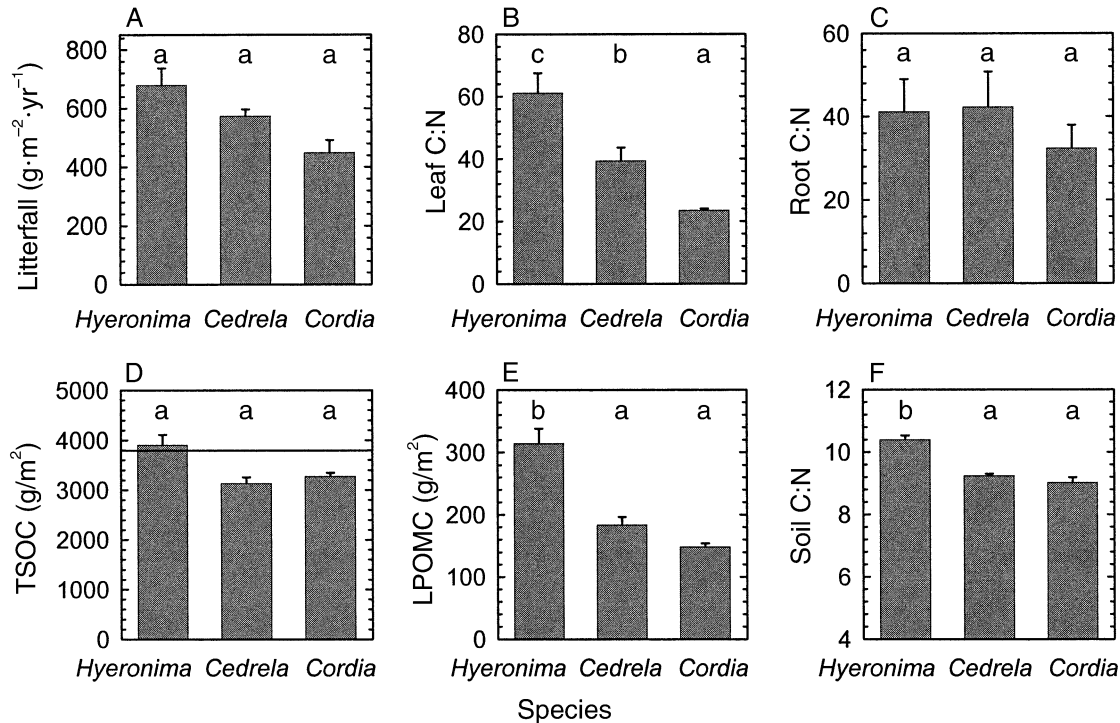 A
a a a
Litterfall (g·m⁻²·yr⁻¹)
800
600
400
200
0
Hyeronima Cedrela Cordia
B
c b a
Leaf C:N
80
60
40
20
0
Hyeronima Cedrela Cordia
C
a a a
Root C:N
60
40
20
0
Hyeronima Cedrela Cordia
D
a a a
TSOC (g/m²)
5000
4000
3000
2000
1000
0
Hyeronima Cedrela Cordia
E
b a a
LPOMC (g/m²)
400
300
200
100
0
Hyeronima Cedrela Cordia
F
b a a
Soil C:N
12
10
8
6
4
Hyeronima Cedrela Cordia
Species